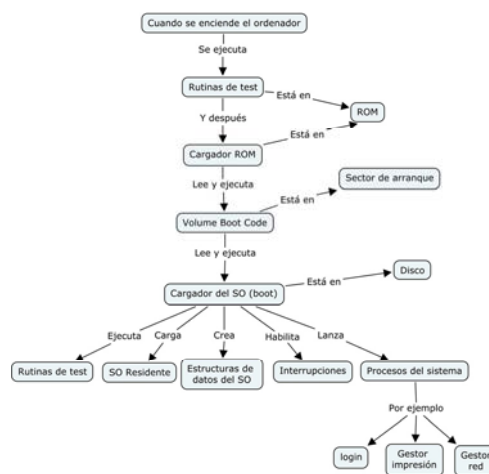 Cuando se enciende el ordenador
Se ejecuta
Rutinas de test
Está en
ROM
Y después
Está en
Cargador ROM
Lee y ejecuta
Sector de arranque
Está en
Volume Boot Code
Lee y ejecuta
Disco
Está en
Cargador del SO (boot)
Ejecuta
Carga
Crea
Habilita
Lanza
Rutinas de test
SO Residente
Estructuras de
datos del SO
Interrupciones
Procesos del sistema
Por ejemplo
login
Gestor
impresión
Gestor
red